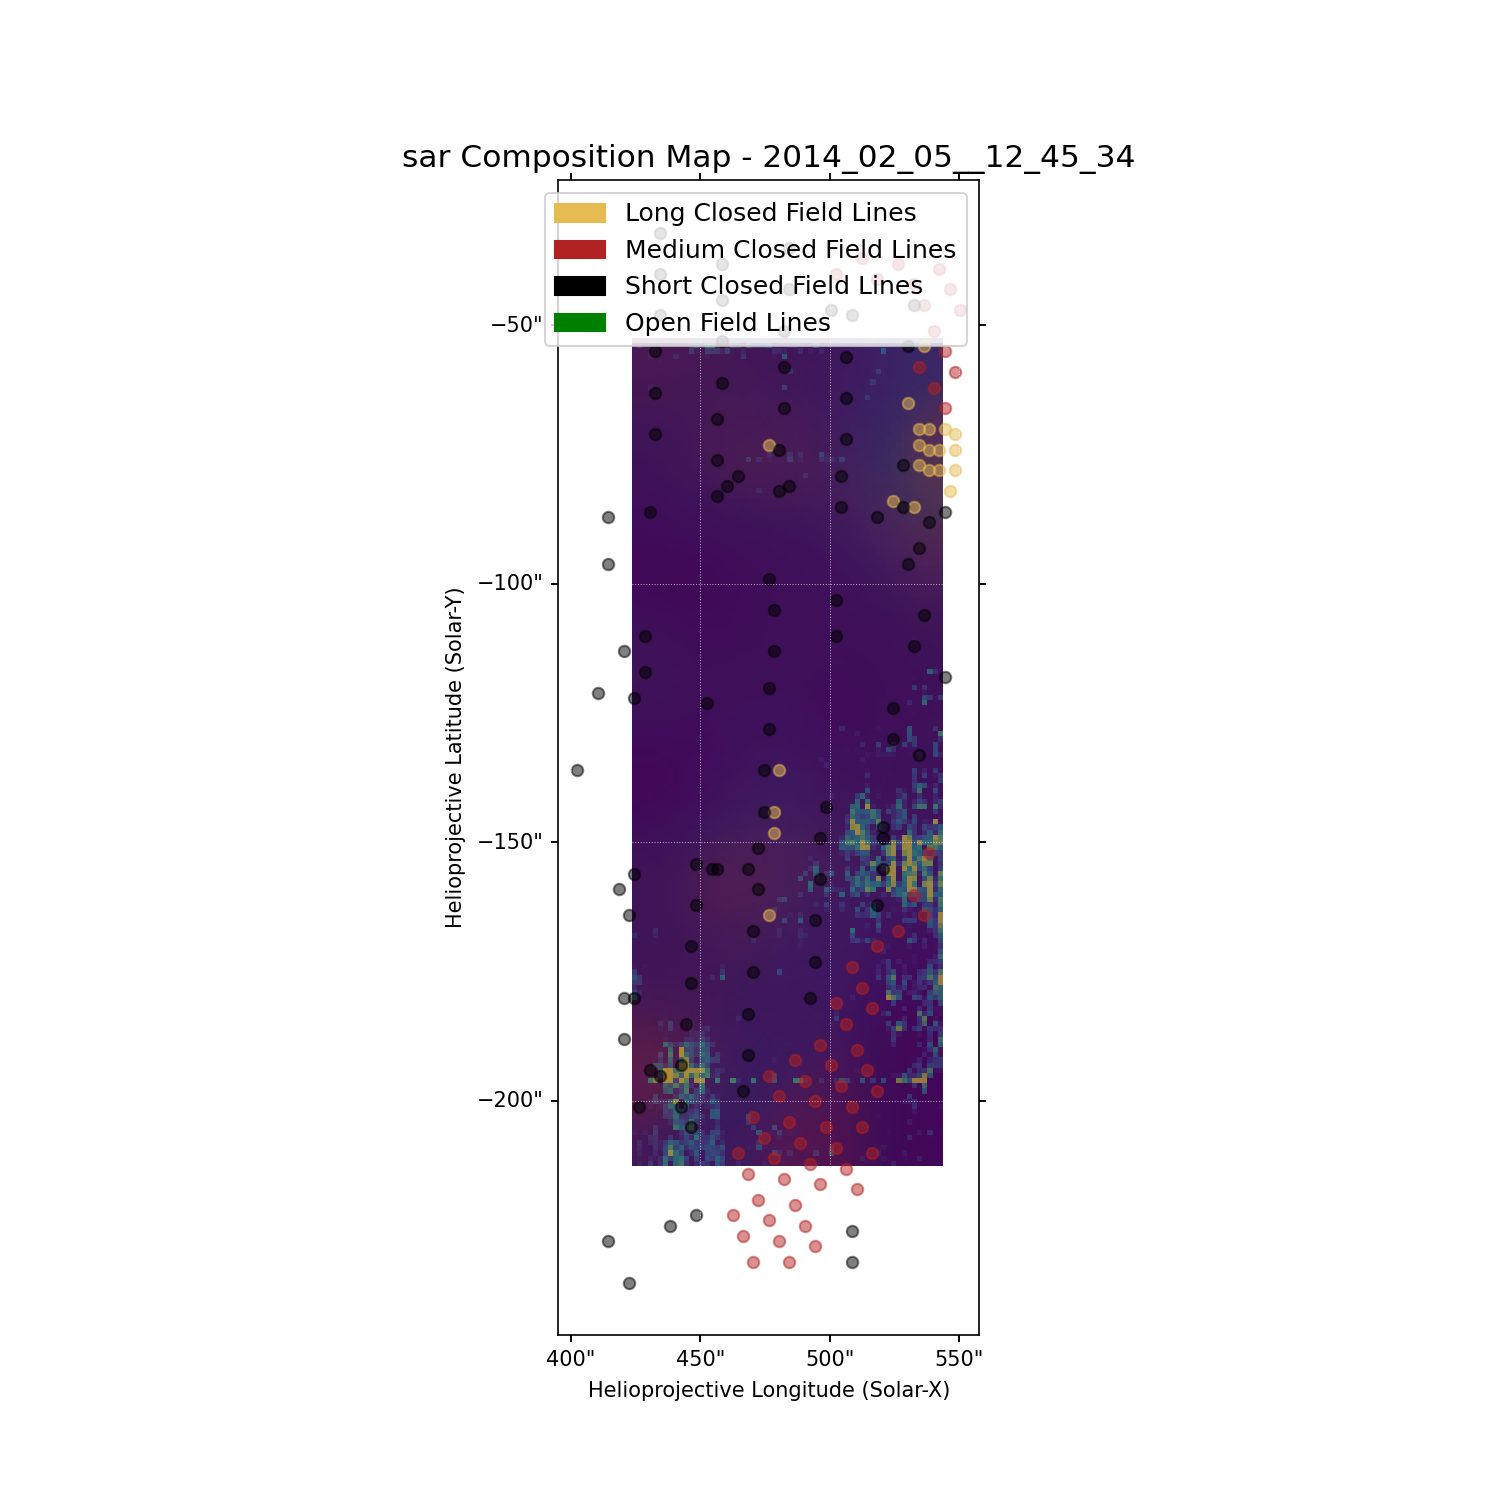 sar Composition Map - 2014_02_05__12_45_34
Long Closed Field Lines
Medium Closed Field Lines
Short Closed Field Lines
Open Field Lines
−50"
−100"
−150"
−200"
Helioprojective Latitude (Solar-Y)
400" 450" 500" 550"
Helioprojective Longitude (Solar-X)